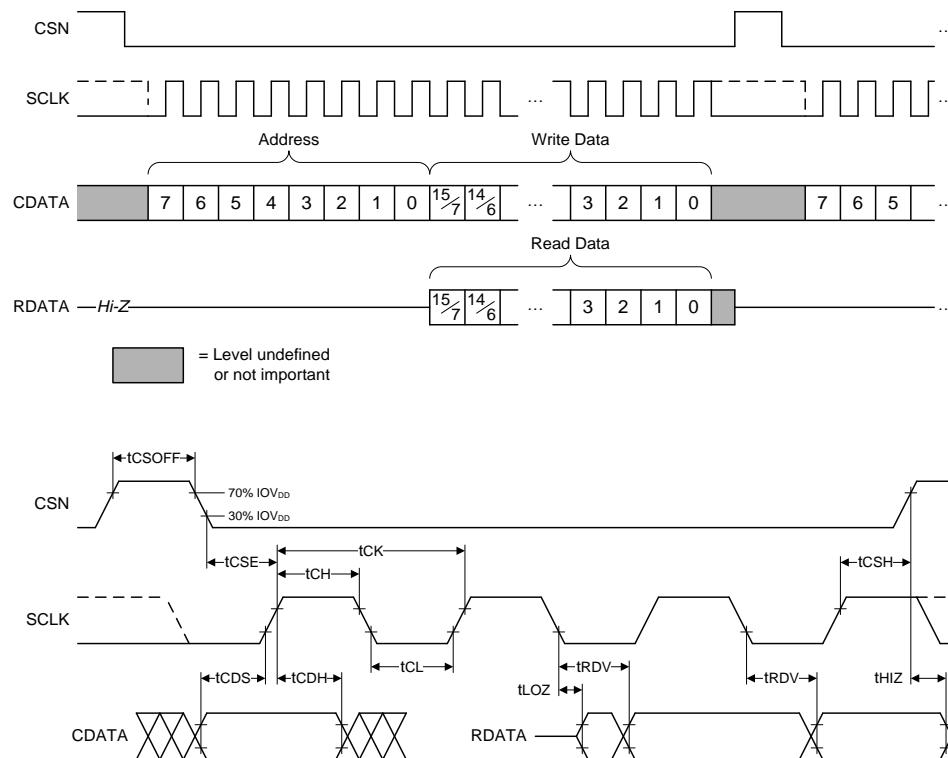 CSN
...
SCLK
... ...
Address Write Data
CDATA 7 6 5 4 3 2 1 0 15/7 14/6 ... 3 2 1 0 7 6 5 ...
Read Data
RDATA Hi-Z 15/7 14/6 ... 3 2 1 0 ...
= Level undefined
or not important
tCSOFF
CSN 70% IOVDD
30% IOVDD
tCSE tCK tCSH
tCH
SCLK
tCL
tCDS tCDH tRDV tRDV tHIZ
tLOZ
CDATA RDATA